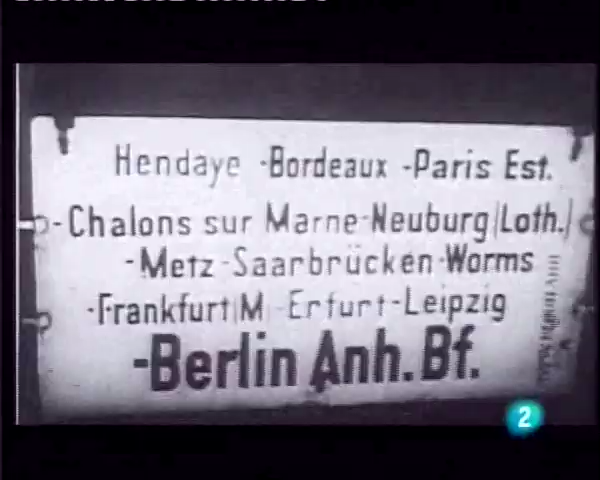 Hendaye -Bordeaux -Paris Est.
-Chalons sur Marne-Neuburg(Loth.)
-Metz-Saarbrücken-Worms
-Frankfurt(M)-Erfurt-Leipzig
-Berlin Anh. Bf.
2